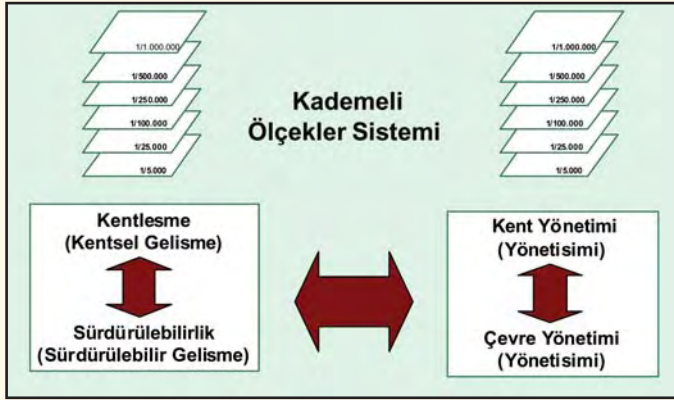 1/1.000.000
1/500.000
1/250.000
1/100.000
1/25.000
1/5.000
Kademeli
Ölçekler Sistemi
1/1.000.000
1/500.000
1/250.000
1/100.000
1/25.000
1/5.000
Kentlesme
(Kentsel Gelisme)
Sürdürülebilirlik
(Sürdürülebilir Gelisme)
Kent Yönetimi
(Yönetisimi)
Çevre Yönetimi
(Yönetisimi)